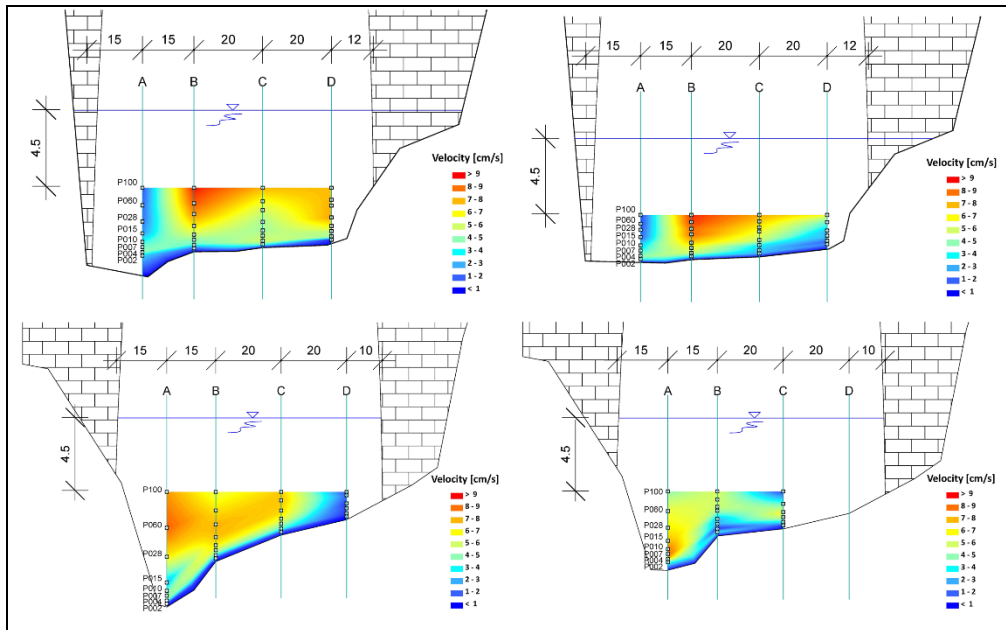 15 15 20 20 12
A B C D
4.5
P100
P060
P028
P015
P010
P007
P004
P002
Velocity [cm/s]
> 9
8 - 9
7 - 8
6 - 7
5 - 6
4 - 5
3 - 4
2 - 3
1 - 2
< 1
15 15 20 20 12
A B C D
4.5
P100
P060
P028
P015
P010
P007
P004
P002
Velocity [cm/s]
> 9
8 - 9
7 - 8
6 - 7
5 - 6
4 - 5
3 - 4
2 - 3
1 - 2
< 1
15 15 20 20 10
A B C D
4.5
P100
P060
P028
P015
P010
P007
P004
P002
Velocity [cm/s]
> 9
8 - 9
7 - 8
6 - 7
5 - 6
4 - 5
3 - 4
2 - 3
1 - 2
< 1
15 15 20 20 10
A B C D
4.5
P100
P060
P028
P015
P010
P007
P004
P002
Velocity [cm/s]
> 9
8 - 9
7 - 8
6 - 7
5 - 6
4 - 5
3 - 4
2 - 3
1 - 2
< 1